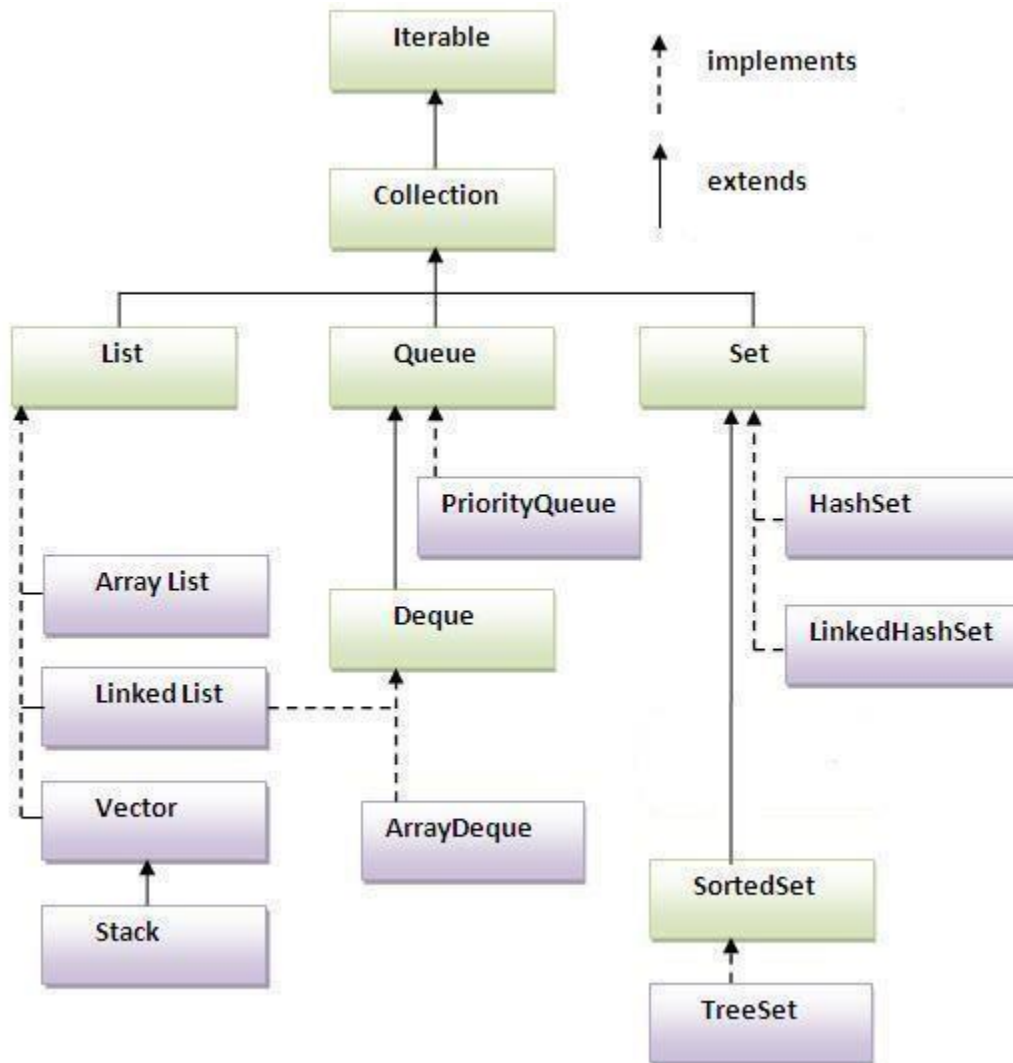 Iterable
implements
Collection
extends
List
Queue
Set
PriorityQueue
HashSet
Array List
Deque
LinkedHashSet
Linked List
Vector
ArrayDeque
SortedSet
Stack
TreeSet